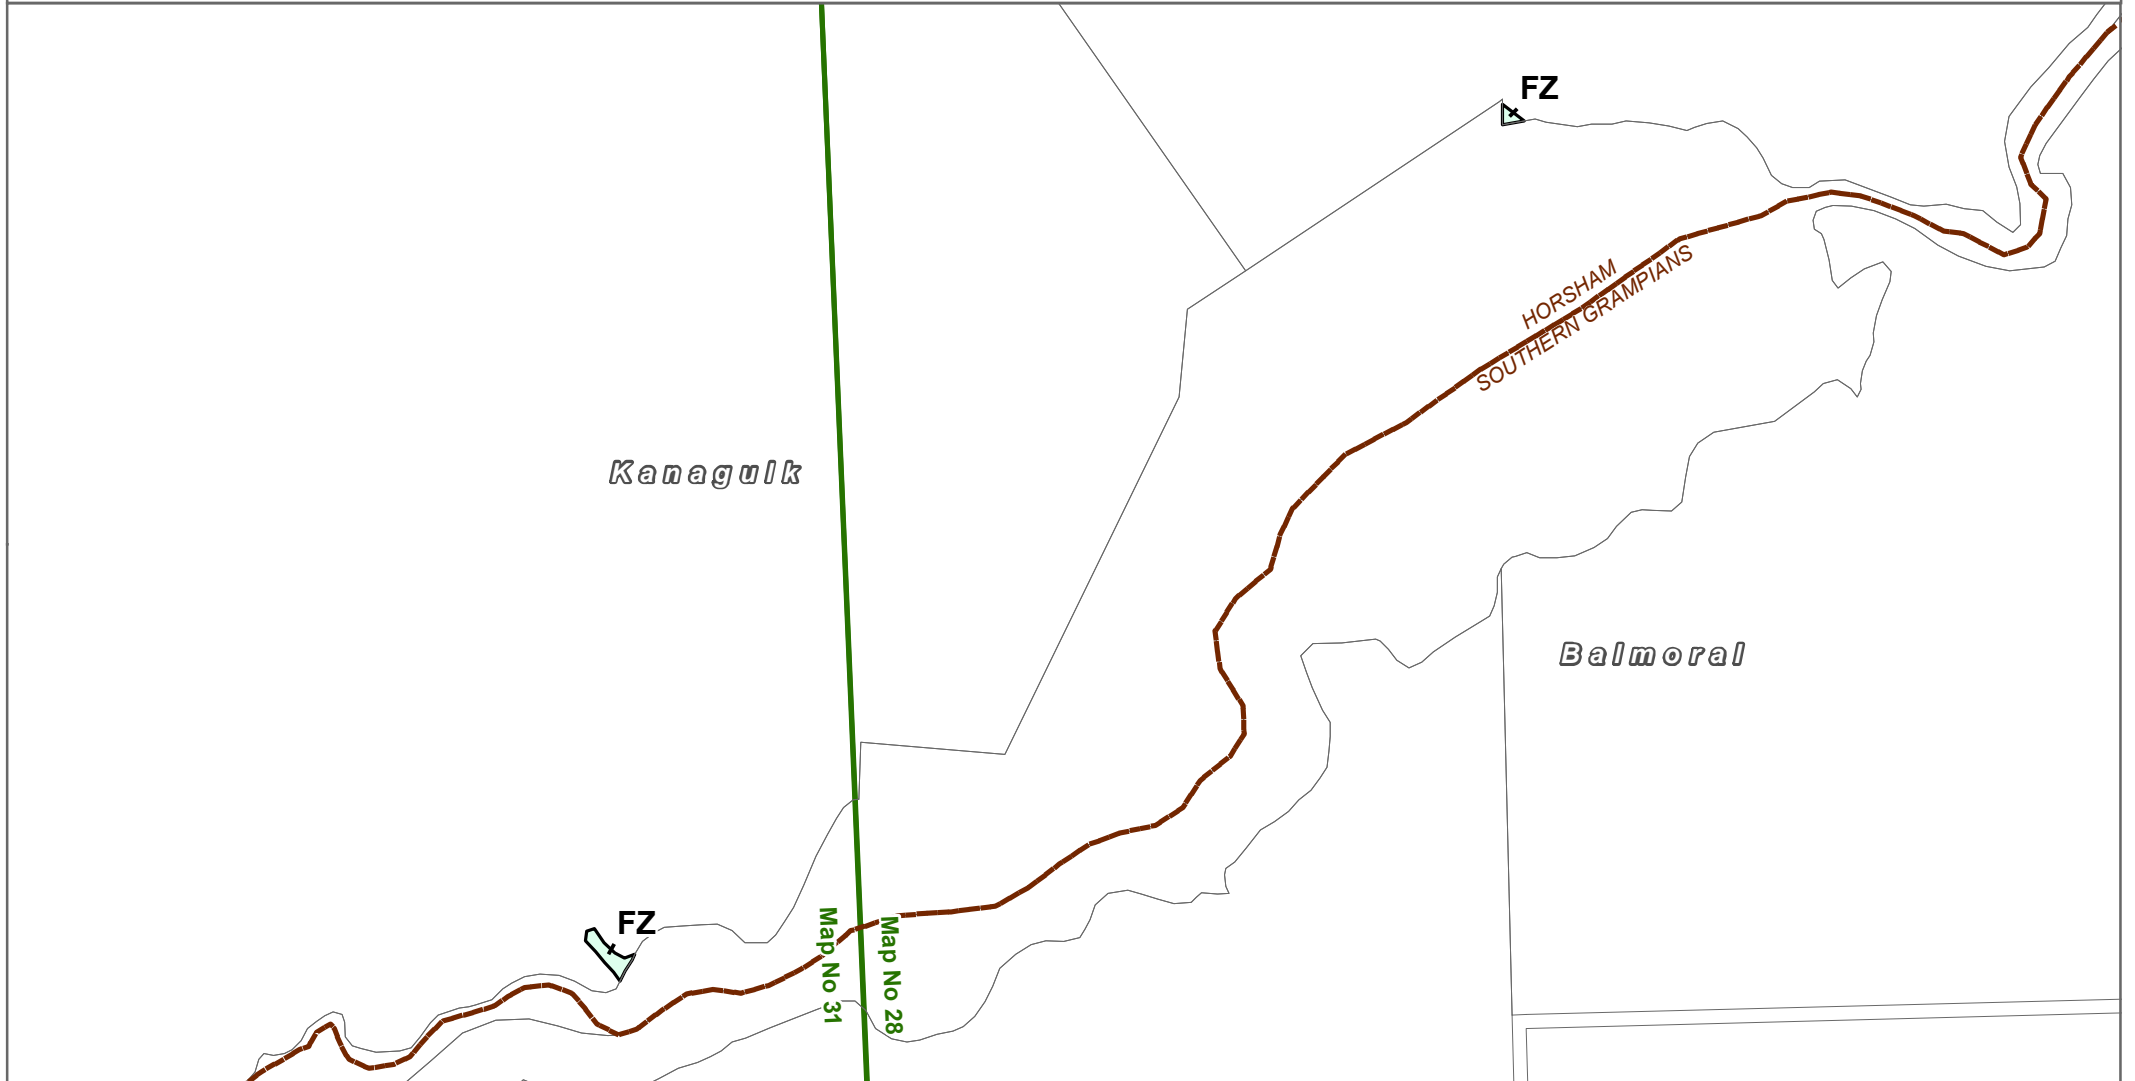 FZ
HORSHAM
SOUTHERN GRAMPIANS
Kanagulk
Balmoral
FZ
Map No 31
Map No 28